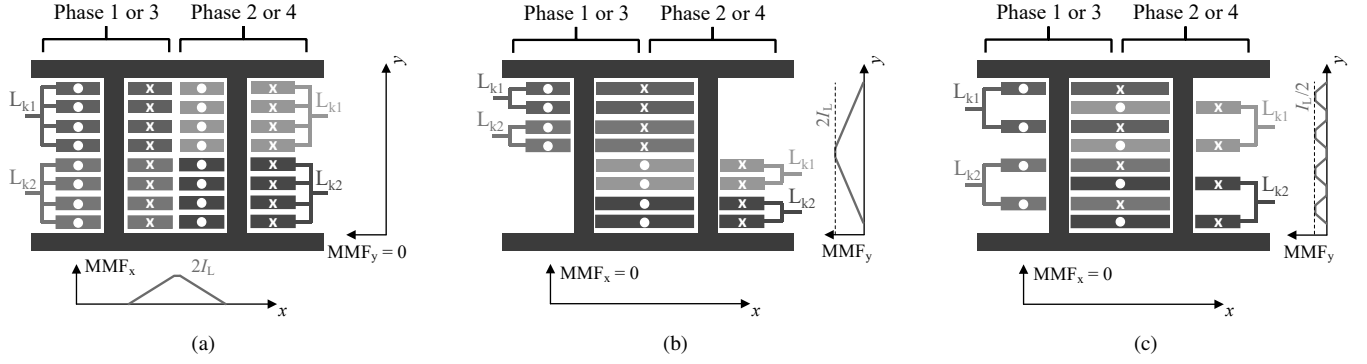 Phase 1 or 3 Phase 2 or 4
L_k1 L_k1
L_k2 L_k2
x x
x x
x x
x x
x x
x x
x x
x x
y
MMF_y = 0
MMF_x 2I_L
x
(a)
Phase 1 or 3 Phase 2 or 4
L_k1
L_k2
x
x
x
x
x
x
x
x
L_k1
L_k2
2I_L
y
MMF_y
MMF_x = 0
x
(b)
Phase 1 or 3 Phase 2 or 4
L_k1
L_k2
x
x
x
x
x
x
x
x
L_k1
L_k2
I_L/2
y
MMF_y
MMF_x = 0
x
(c)